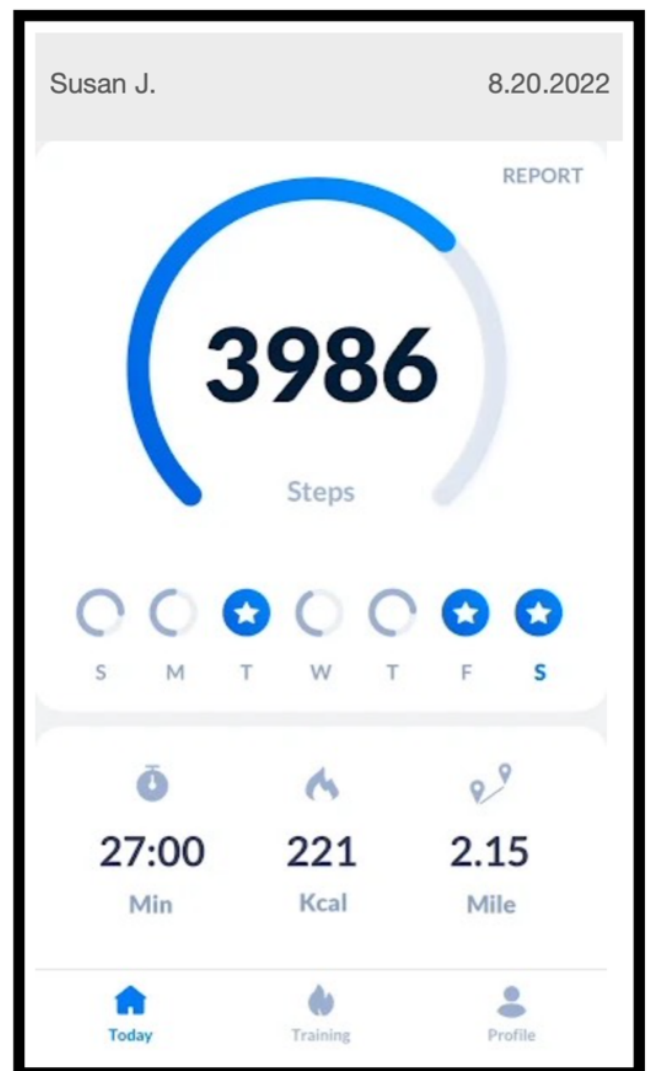 Susan J. 8.20.2022
REPORT
3986
Steps
S M T W T F S
27:00 221 2.15
Min Kcal Mile
Today Training Profile